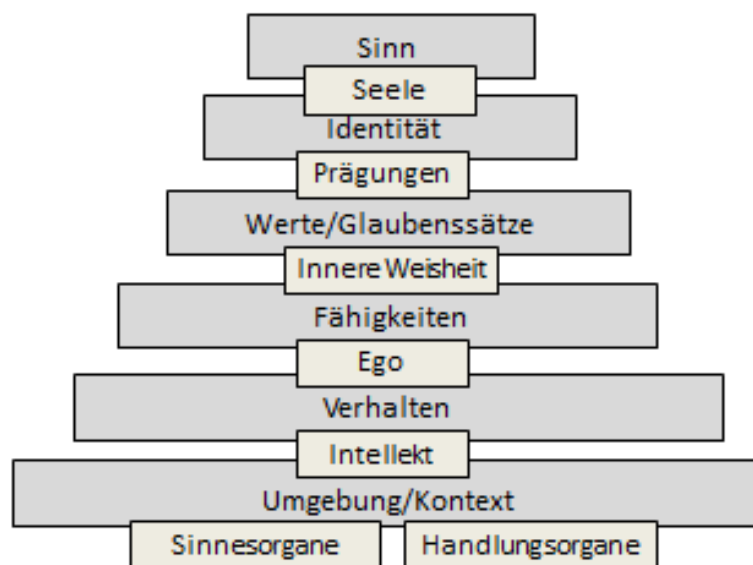 Sinn
Seele
Identität
Prägungen
Werte/Glaubenssätze
Innere Weisheit
Fähigkeiten
Ego
Verhalten
Intellekt
Umgebung/Kontext
Sinnesorgane Handlungsorgane